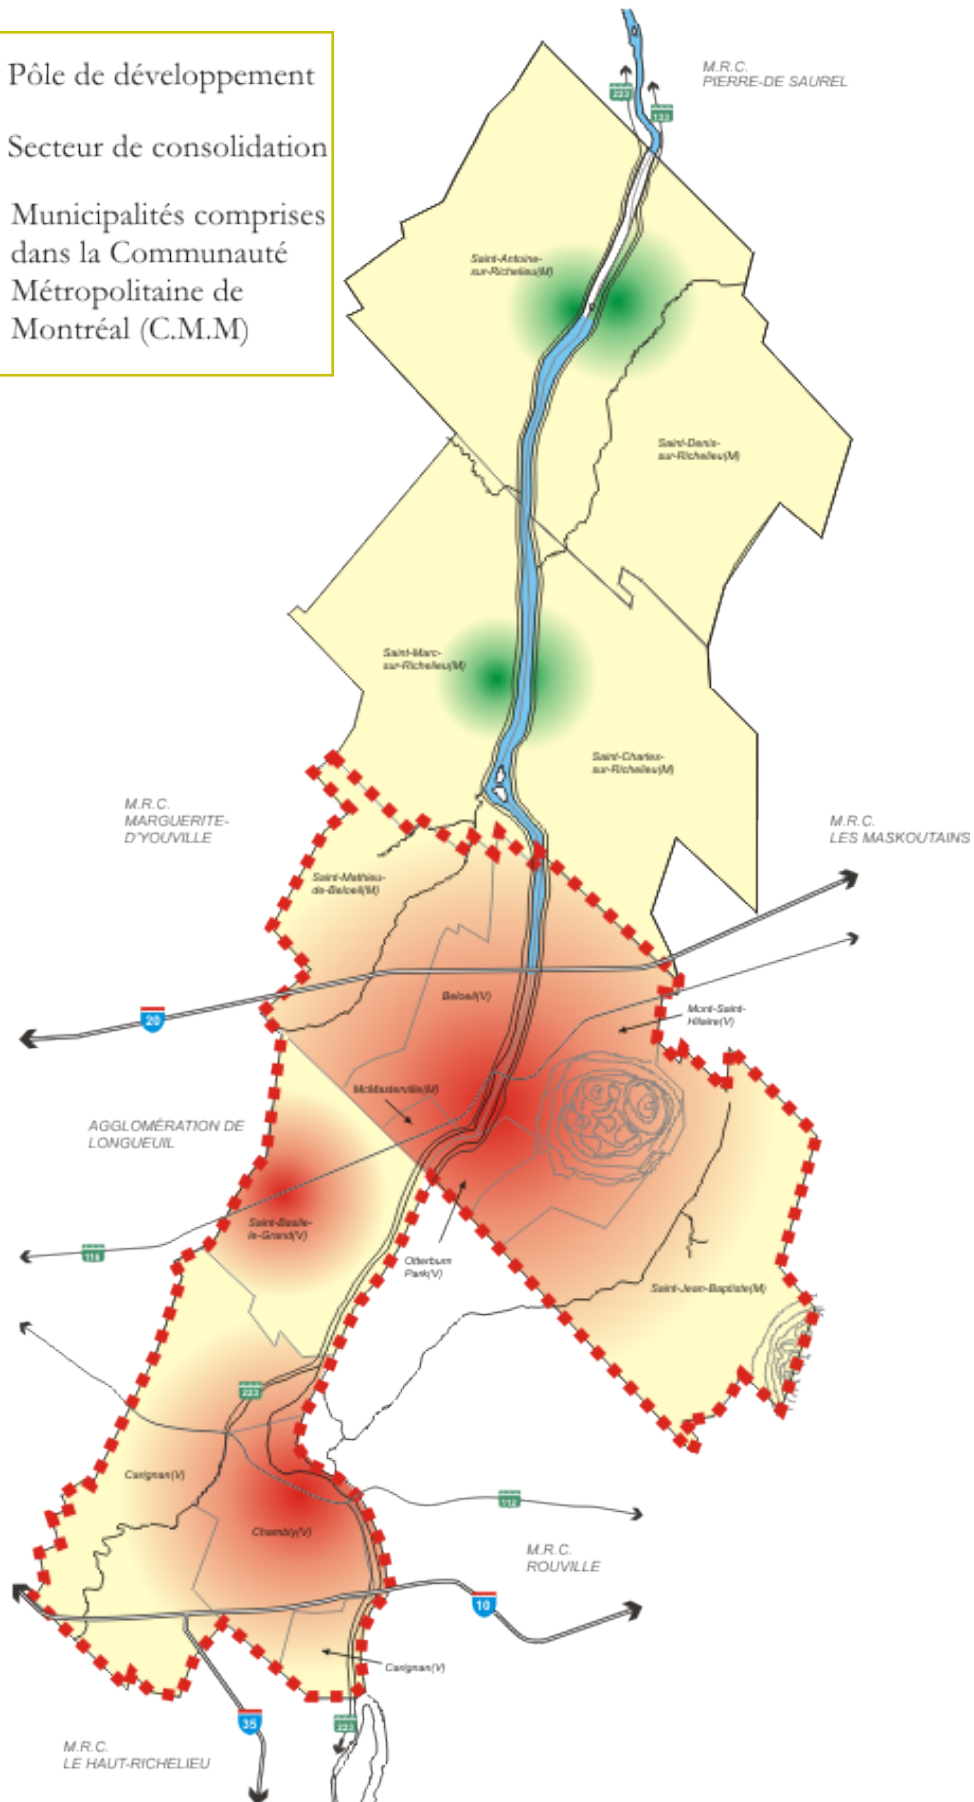 Pôle de développement
Secteur de consolidation
Municipalités comprises
dans la Communauté
Métropolitaine de
Montréal (C.M.M)
M.R.C.
PIERRE-DE SAUREL
223
133
Saint-Antoine-
sur-Richelieu(M)
Saint-Denis-
sur-Richelieu(M)
Saint-Marc-
sur-Richelieu(M)
Saint-Charles-
sur-Richelieu(M)
M.R.C.
MARGUERITE-
D'YOUVILLE
M.R.C.
LES MASKOUTAINS
Saint-Mathieu-
de-Beloeil(M)
Beloeil(V)
Mont-Saint-
Hilaire(V)
20
McMasterville(M)
AGGLOMÉRATION DE
LONGUEUIL
Saint-Basile-
le-Grand(V)
116
Otterburn
Park(V)
Saint-Jean-Baptiste(M)
223
Carignan(V)
112
Chambly(V)
M.R.C.
ROUVILLE
10
Carignan(V)
35
223
M.R.C.
LE HAUT-RICHELIEU